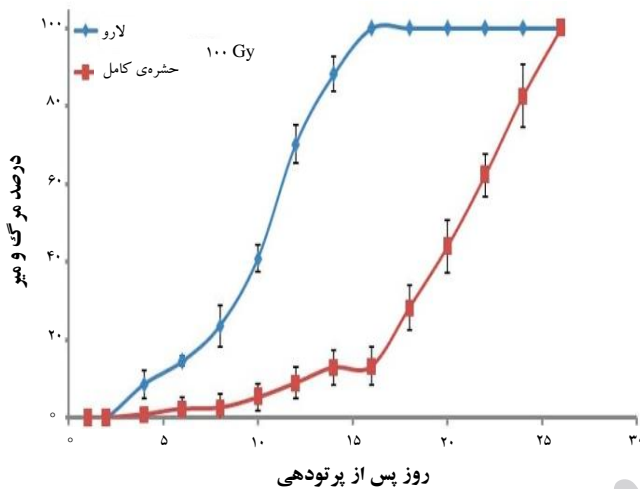 لارو
حشره‌ی کامل
۱۰۰ Gy
۱۰۰
۸۰
۶۰
۴۰
۲۰
۰
۰ ۵ ۱۰ ۱۵ ۲۰ ۲۵ ۳۰
درصد مرگ و میر
روز پس از پرتودهی